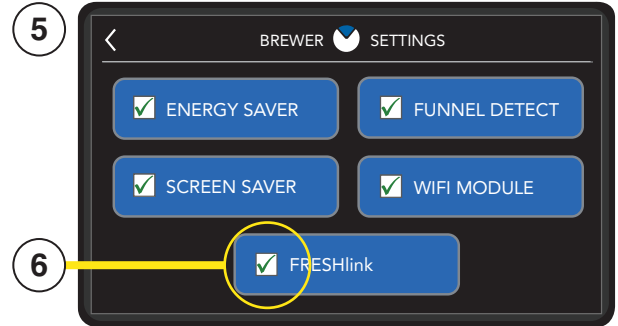 5
BREWER SETTINGS
ENERGY SAVER
FUNNEL DETECT
SCREEN SAVER
WIFI MODULE
6
FRESHlink